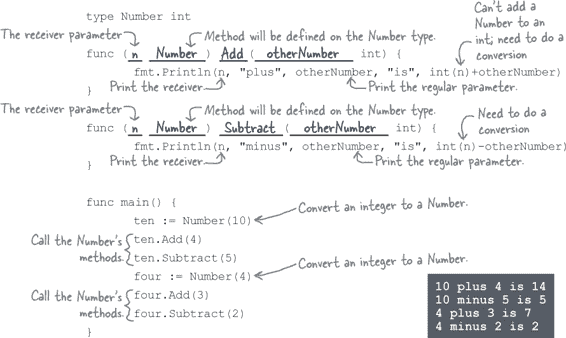 type Number int
Can't add a
Number to an
int; need to do a
conversion
The receiver parameter
Method will be defined on the Number type.
func (n Number) Add(otherNumber int) {
fmt.Println(n, "plus", otherNumber, "is", int(n)+otherNumber)
}
Print the receiver.
Print the regular parameter.
The receiver parameter
Method will be defined on the Number type.
Need to do a
conversion
func (n Number) Subtract(otherNumber int) {
fmt.Println(n, "minus", otherNumber, "is", int(n)-otherNumber)
}
Print the receiver.
Print the regular parameter.
func main() {
ten := Number(10)
Convert an integer to a Number.
Call the Number's
methods.
ten.Add(4)
ten.Subtract(5)
four := Number(4)
Convert an integer to a Number.
Call the Number's
methods.
four.Add(3)
four.Subtract(2)
}
10 plus 4 is 14
10 minus 5 is 5
4 plus 3 is 7
4 minus 2 is 2